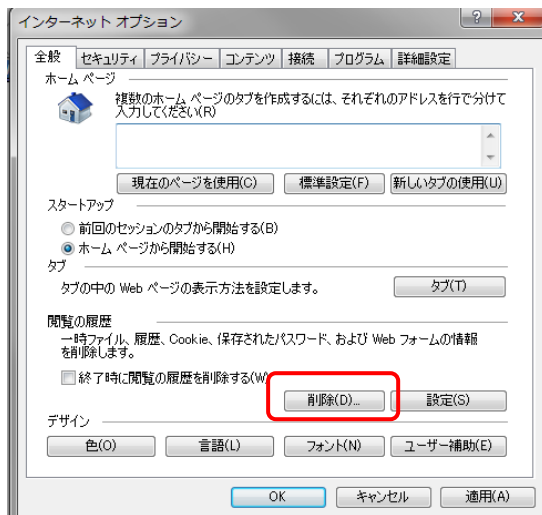 インターネット オプション
全般 セキュリティ プライバシー コンテンツ 接続 プログラム 詳細設定
ホーム ページ
複数のホーム ページのタブを作成するには、それぞれのアドレスを行で分けて
入力してください(R)
現在のページを使用(C) 標準設定(F) 新しいタブの使用(U)
スタートアップ
前回のセッションのタブから開始する(B)
ホーム ページから開始する(H)
タブ
タブの中の Web ページの表示方法を設定します。 タブ(T)
閲覧の履歴
一時ファイル、履歴、Cookie、保存されたパスワード、および Web フォームの情報
を削除します。
終了時に閲覧の履歴を削除する(W)
削除(D)... 設定(S)
デザイン
色(O) 言語(L) フォント(N) ユーザー補助(E)
OK キャンセル 適用(A)